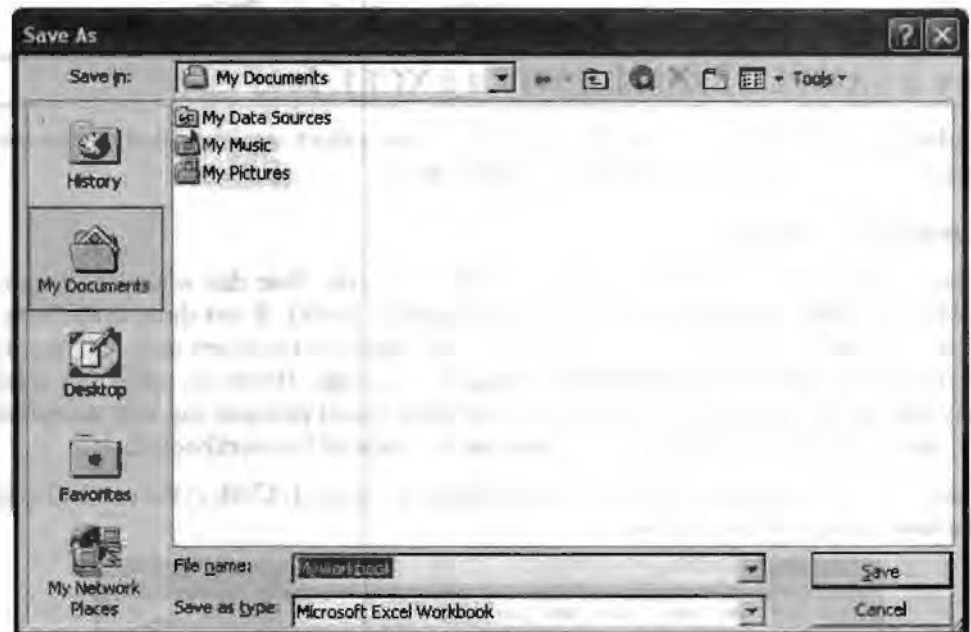 Save As
Save in:
My Documents
Tools
My Data Sources
My Music
My Pictures
History
My Documents
Desktop
Favorites
My Network
Places
File name:
Save
Save as type:
Microsoft Excel Workbook
Cancel